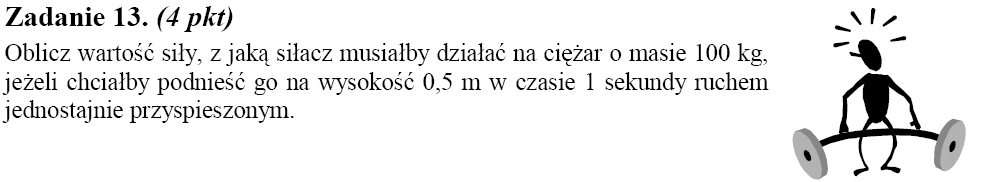 Zadanie 13. (4 pkt)
Oblicz wartość siły, z jaką siłacz musiałby działać na ciężar o masie 100 kg,
jeżeli chciałby podnieść go na wysokość 0,5 m w czasie 1 sekundy ruchem
jednostajnie przyspieszonym.